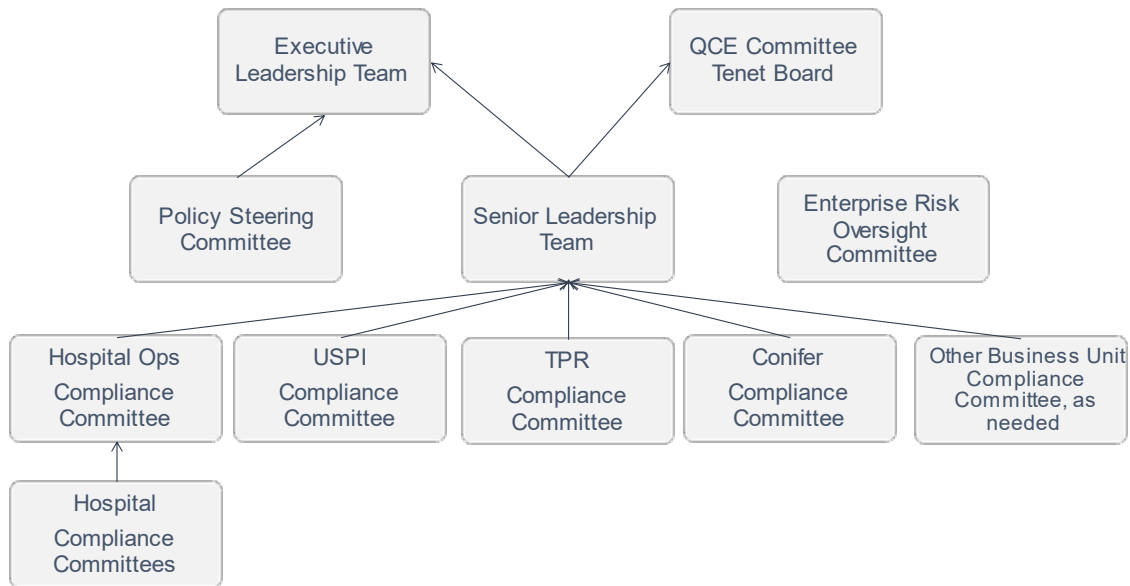 Executive
Leadership Team
QCE Committee
Tenet Board
Policy Steering
Committee
Senior Leadership
Team
Enterprise Risk
Oversight
Committee
Hospital Ops
Compliance
Committee
USPI
Compliance
Committee
TPR
Compliance
Committee
Conifer
Compliance
Committee
Other Business Unit
Compliance
Committee, as
needed
Hospital
Compliance
Committees